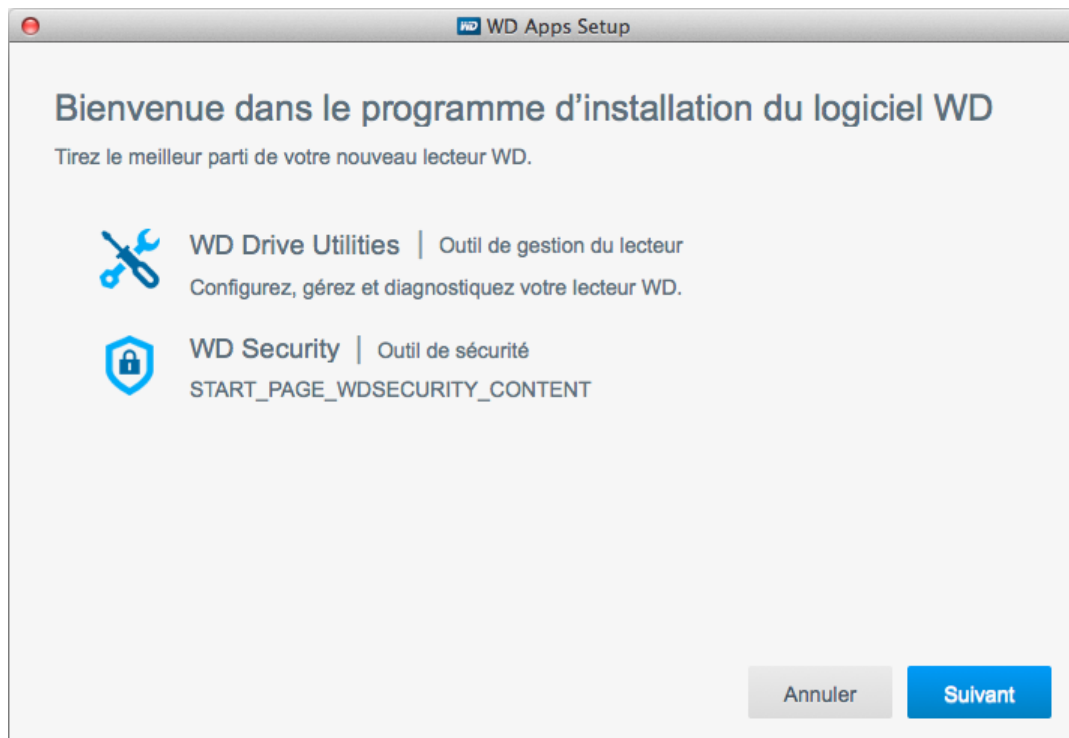 WD WD Apps Setup
Bienvenue dans le programme d’installation du logiciel WD
Tirez le meilleur parti de votre nouveau lecteur WD.
WD Drive Utilities | Outil de gestion du lecteur
Configurez, gérez et diagnostiquez votre lecteur WD.
WD Security | Outil de sécurité
START_PAGE_WDSECURITY_CONTENT
Annuler Suivant